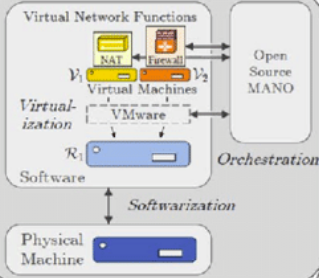 Virtual Network Functions
NAT
Firewall
𝒱₁ 𝒱₂
Virtual Machines
Virtual-
ization
VMware
ℛ₁
Software
Open
Source
MANO
Orchestration
Softwarization
Physical
Machine